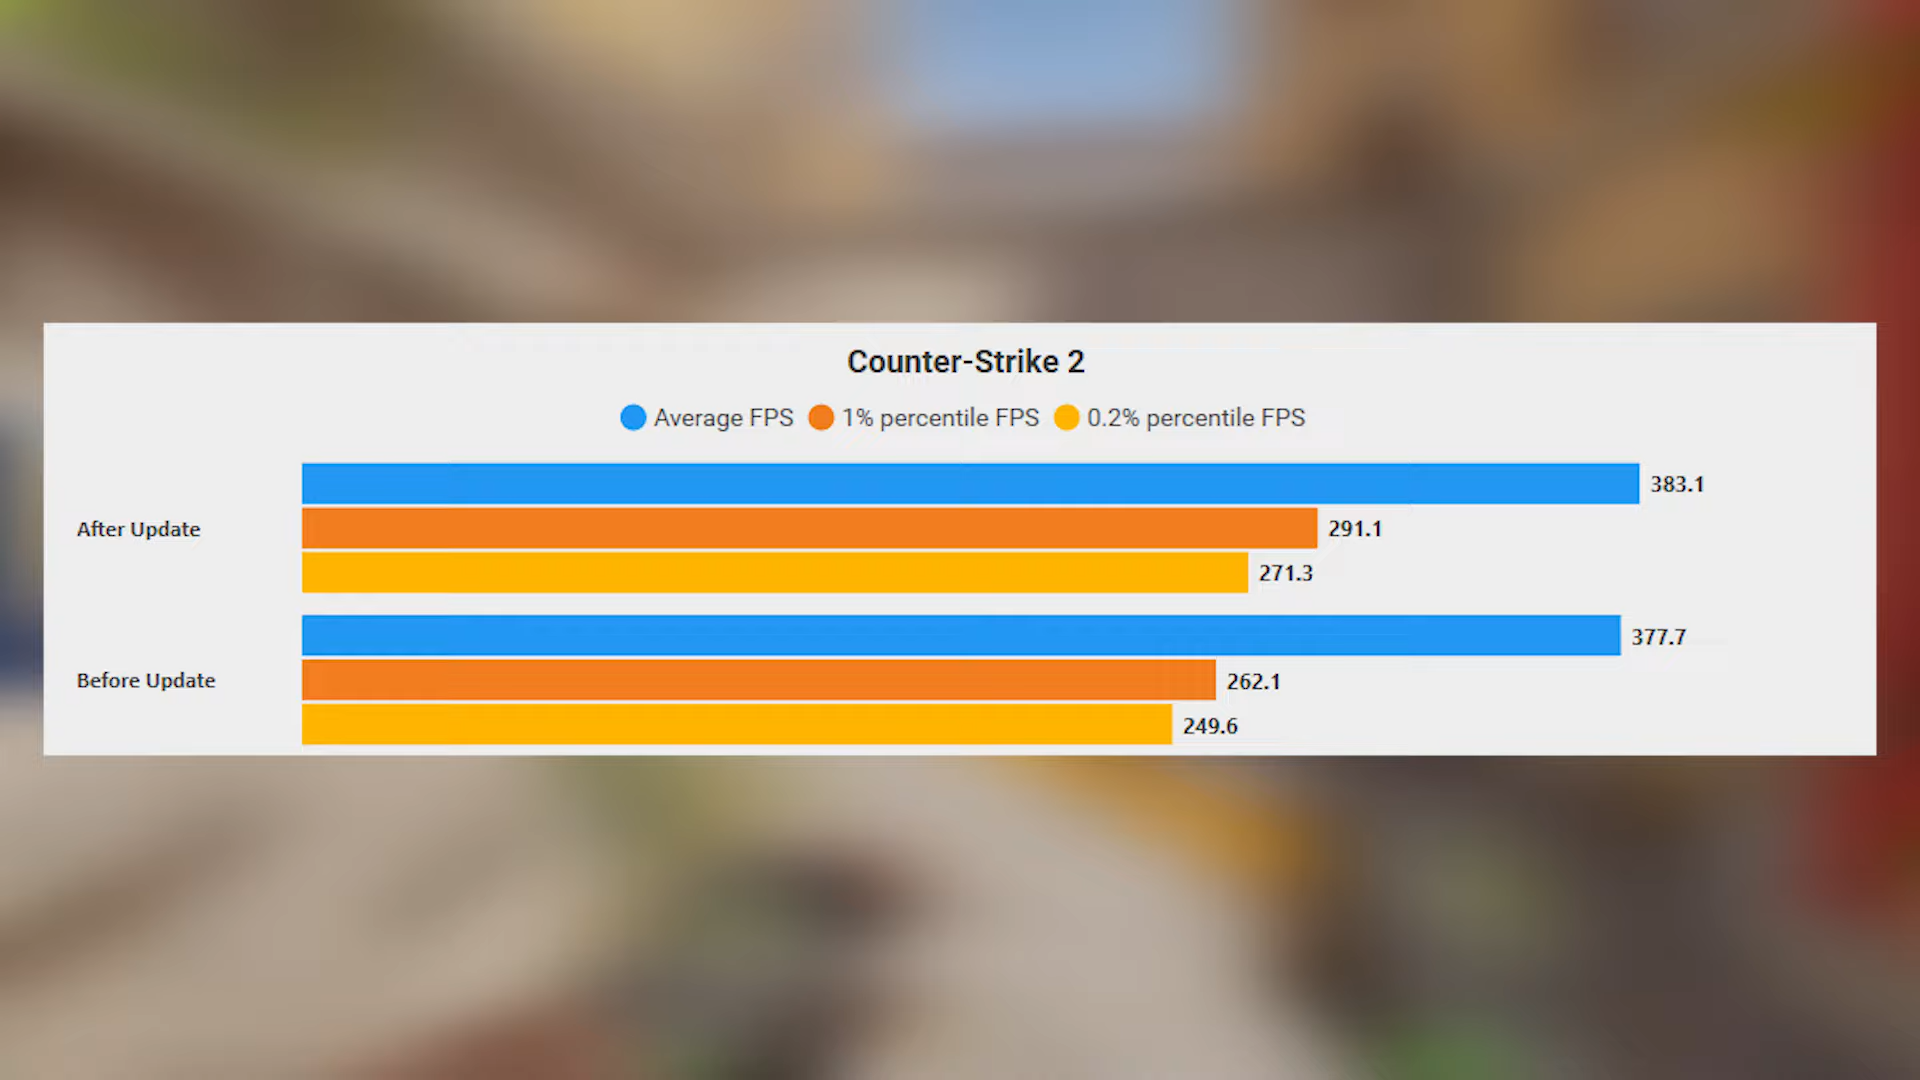 Counter-Strike 2
Average FPS 1% percentile FPS 0.2% percentile FPS
383.1
After Update 291.1
271.3
377.7
Before Update 262.1
249.6